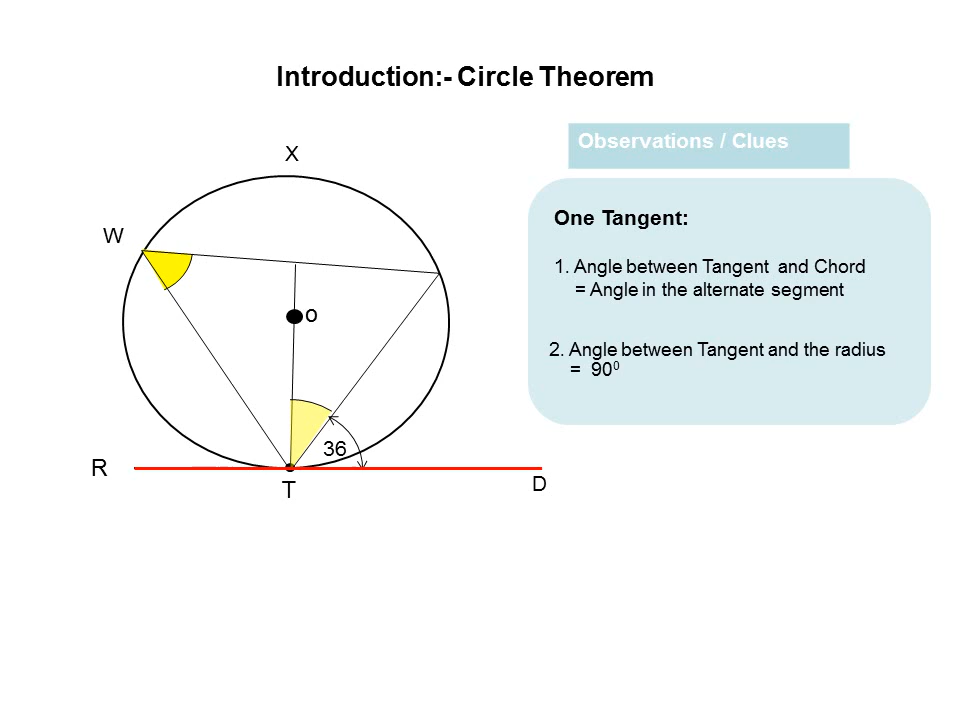 Introduction:- Circle Theorem
Observations / Clues
X
W
One Tangent:
1. Angle between Tangent and Chord
= Angle in the alternate segment
o
2. Angle between Tangent and the radius
= 90⁰
36
R
T
D